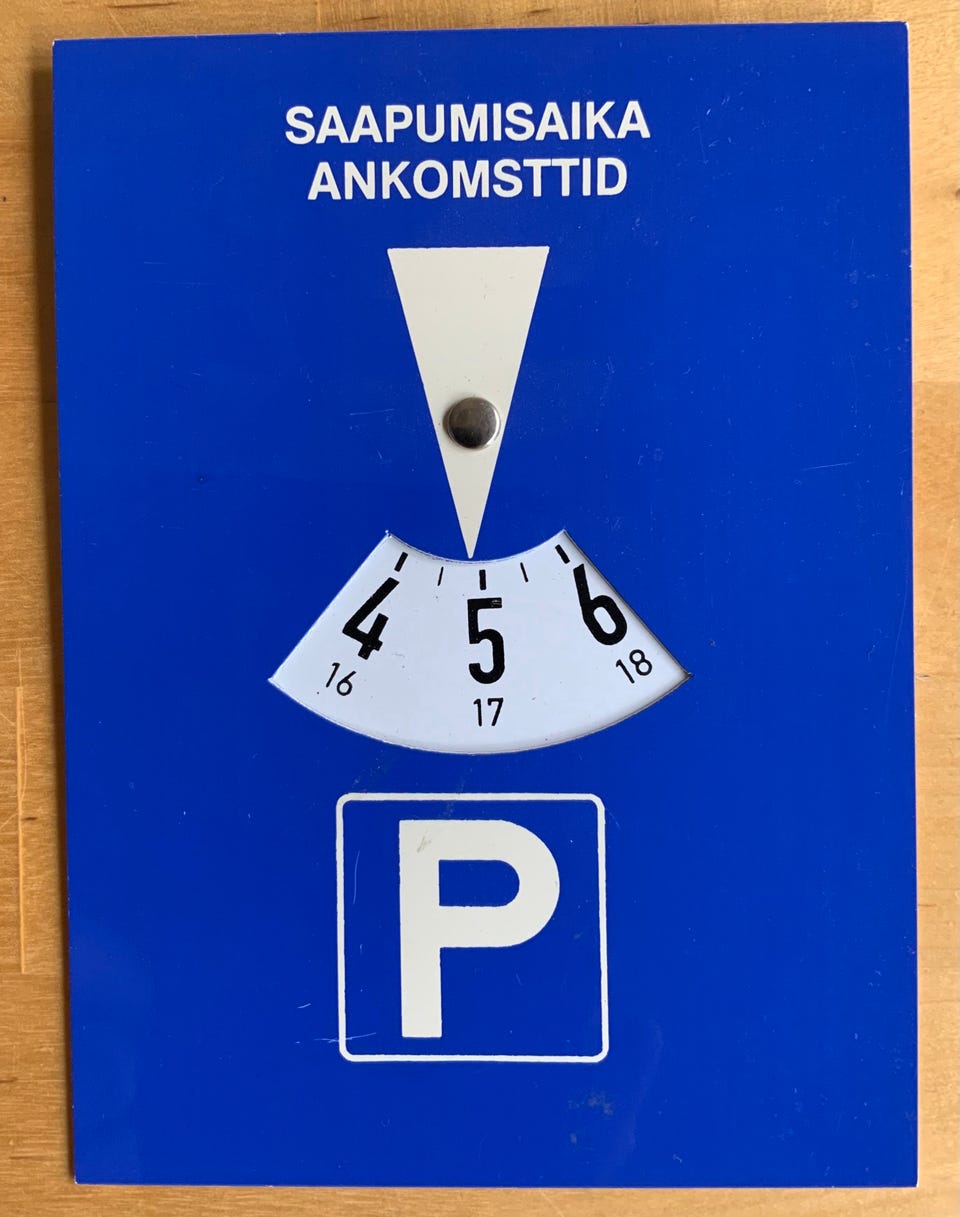 SAAPUMISAIKA
ANKOMSTTID
4 5 6
16 17 18
P